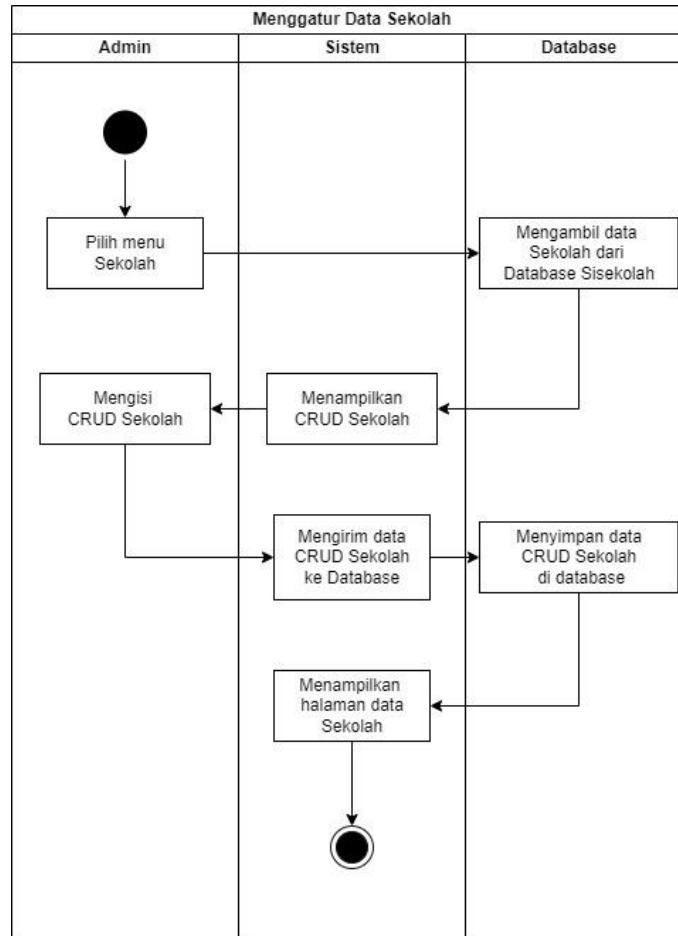 Menggatur Data Sekolah
Admin
Sistem
Database
Pilih menu
Sekolah
Mengambil data
Sekolah dari
Database Sisekolah
Mengisi
CRUD Sekolah
Menampilkan
CRUD Sekolah
Mengirim data
CRUD Sekolah
ke Database
Menyimpan data
CRUD Sekolah
di database
Menampilkan
halaman data
Sekolah